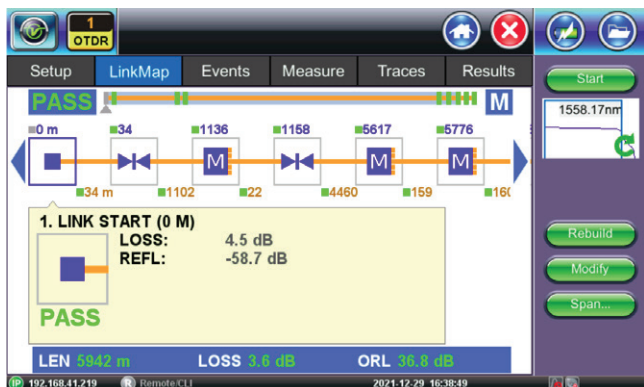 1
OTDR
Setup LinkMap Events Measure Traces Results
Start
PASS M
1558.17nm
0 m 34 1136 1158 5617 5776
M M M
34 m 1102 22 4460 159
1. LINK START (0 M)
LOSS: 4.5 dB
REFL: -58.7 dB
PASS
Rebuild
Modify
Span...
LEN 5942 m LOSS 3.6 dB ORL 36.8 dB
IP 192.168.41.219 R Remote/CLI 2021-12-29 16:38:49